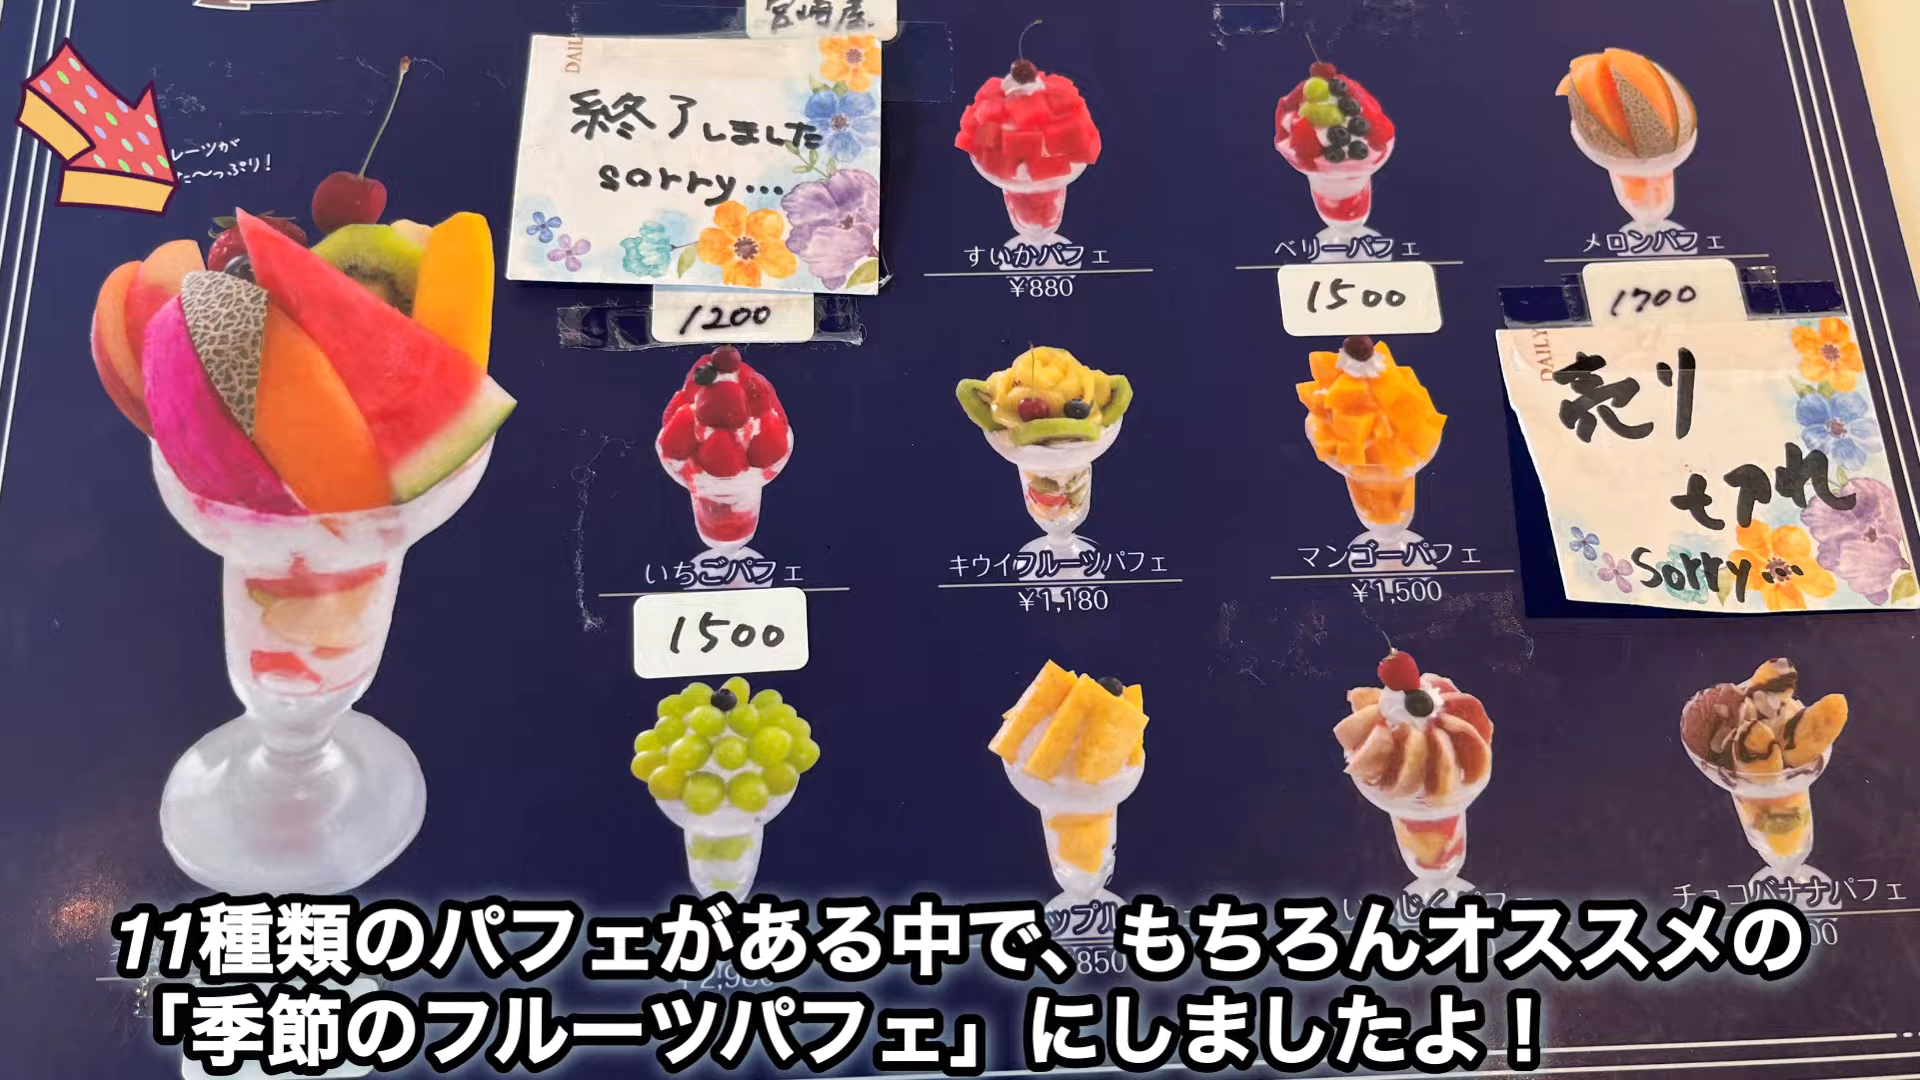 宮崎産
DAILY
終了しました
sorry...
1200
ルーツが
た〜っぷり!
すいかパフェ
¥880
ベリーパフェ
1500
メロンパフェ
1700
DAILY
売り
切れ
Sorry...
いちごパフェ
1500
キウイフルーツパフェ
¥1,180
マンゴーパフェ
¥1,500
ップル
¥850
チョコバナナパフェ
11種類のパフェがある中で、もちろんオススメの
「季節のフルーツパフェ」にしましたよ!